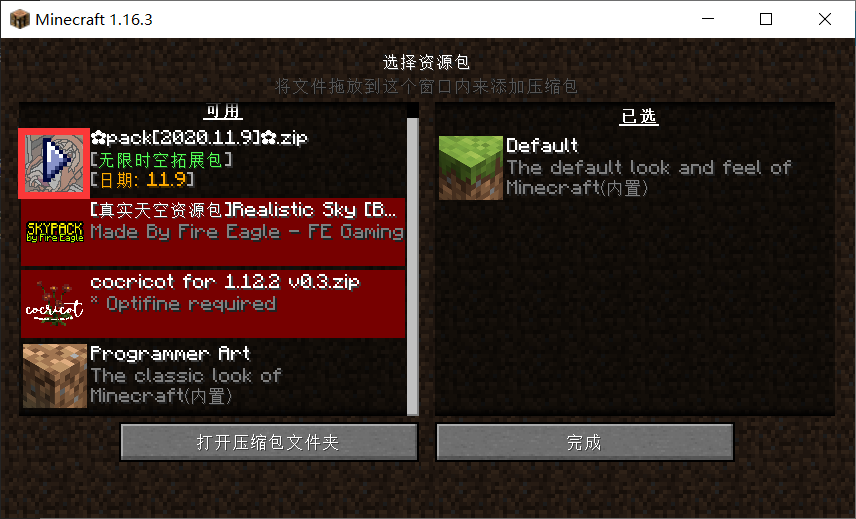 Minecraft 1.16.3
选择资源包
将文件拖放到这个窗口内来添加压缩包
可用
✿pack[2020.11.9]✿.zip
[无限时空拓展包]
[日期: 11.9]
SKYPACK
By Fire Eagle
[真实天空资源包]Realistic Sky [B...
Made By Fire Eagle - FE Gaming
cocricot
cocricot for 1.12.2 v0.3.zip
* Optifine required
Programmer Art
The classic look of
Minecraft(内置)
已选
Default
The default look and feel of
Minecraft(内置)
打开压缩包文件夹
完成